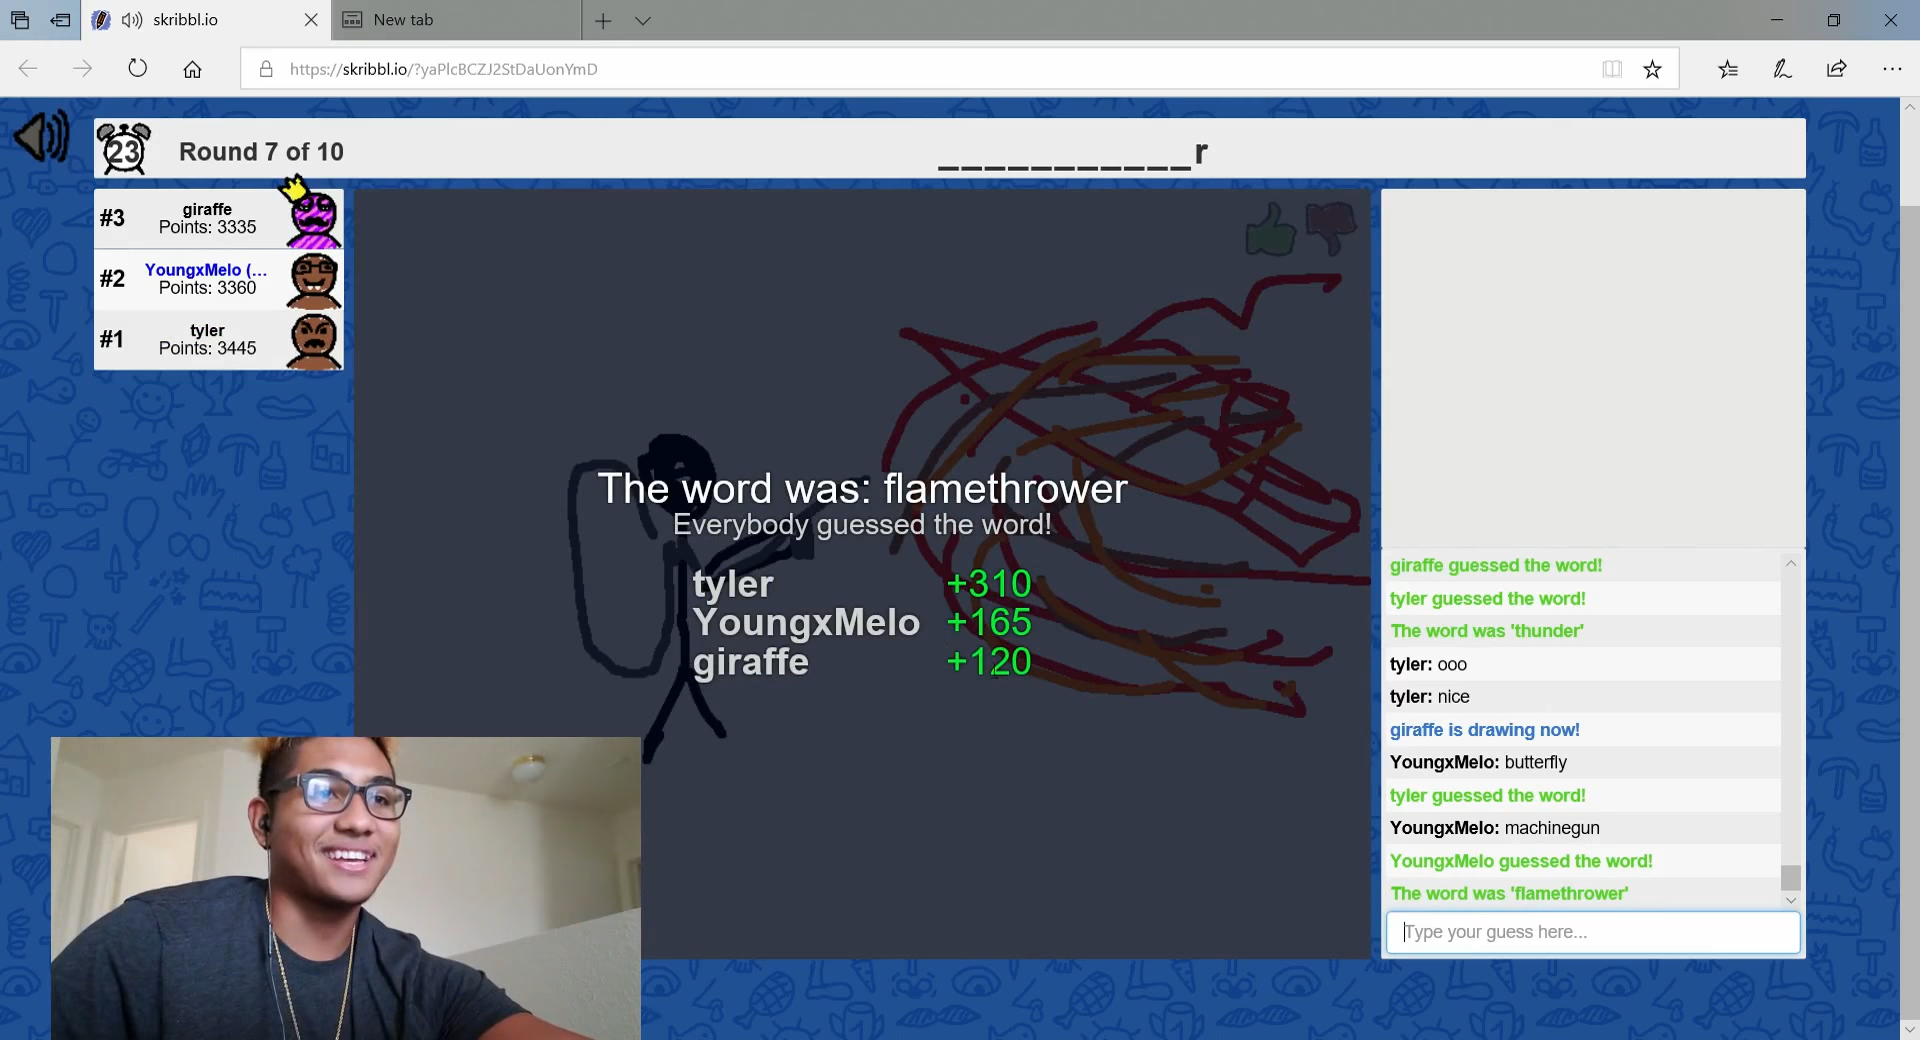 skribbl.io
New tab
https://skribbl.io/?yaPlcBCZJ2StDaUonYmD
23
Round 7 of 10
___________r
#3
giraffe
Points: 3335
#2
YoungxMelo (...
Points: 3360
#1
tyler
Points: 3445
The word was: flamethrower
Everybody guessed the word!
tyler +310
YoungxMelo +165
giraffe +120
giraffe guessed the word!
tyler guessed the word!
The word was 'thunder'
tyler: ooo
tyler: nice
giraffe is drawing now!
YoungxMelo: butterfly
tyler guessed the word!
YoungxMelo: machinegun
YoungxMelo guessed the word!
The word was 'flamethrower'
Type your guess here...